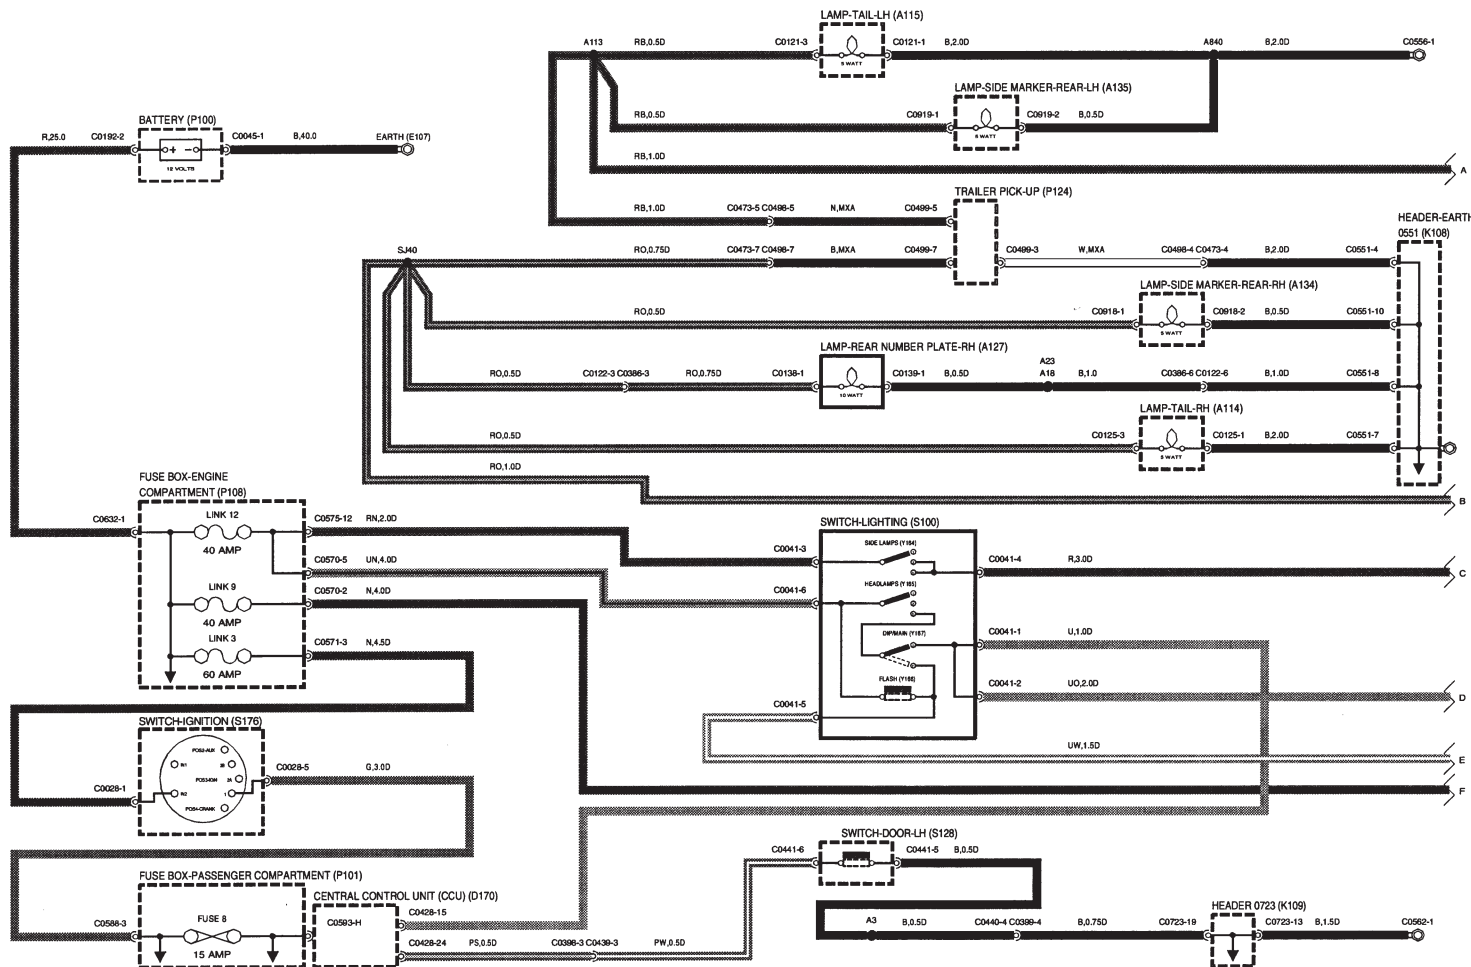 LAMP-TAIL-LH (A115)
A113
RB,0.5D
C0121-3
C0121-1
B,2.0D
A840
B,2.0D
C0556-1
5 WATT
LAMP-SIDE MARKER-REAR-LH (A135)
RB,0.5D
C0919-1
C0919-2
B,0.5D
5 WATT
BATTERY (P100)
R,25.0
C0192-2
C0045-1
B,40.0
EARTH (E107)
12 VOLTS
RB,1.0D
A
TRAILER PICK-UP (P124)
RB,1.0D
C0473-5 C0498-5
N,MXA
C0499-5
HEADER-EARTH
0551 (K108)
SJ40
RO,0.75D
C0473-7 C0498-7
B,MXA
C0499-7
C0499-3
W,MXA
C0498-4 C0473-4
B,2.0D
C0551-4
LAMP-SIDE MARKER-REAR-RH (A134)
RO,0.5D
C0918-1
C0918-2
B,0.5D
C0551-10
5 WATT
LAMP-REAR NUMBER PLATE-RH (A127)
RO,0.5D
C0122-3 C0386-3
RO,0.75D
C0138-1
C0139-1
B,0.5D
A23
A18
B,1.0
C0386-6 C0122-6
B,1.0D
C0551-8
10 WATT
LAMP-TAIL-RH (A114)
RO,0.5D
C0125-3
C0125-1
B,2.0D
C0551-7
5 WATT
RO,1.0D
B
FUSE BOX-ENGINE
COMPARTMENT (P108)
C0632-1
LINK 12
40 AMP
C0575-12
RN,2.0D
C0570-5
UN,4.0D
LINK 9
40 AMP
C0570-2
N,4.0D
LINK 3
60 AMP
C0571-3
N,4.5D
SWITCH-LIGHTING (S100)
C0041-3
SIDE LAMPS (Y164)
C0041-4
R,3.0D
C
C0041-6
HEADLAMPS (Y165)
DIP/MAIN (Y167)
C0041-1
U,1.0D
FLASH (Y166)
C0041-2
UO,2.0D
D
C0041-5
UW,1.5D
E
F
SWITCH-IGNITION (S176)
POS2-AUX
IN1
2B
POS3-IGN
2A
IN2
1
POS4-CRANK
C0028-1
C0028-5
G,3.0D
SWITCH-DOOR-LH (S128)
C0441-6
C0441-5
B,0.5D
FUSE BOX-PASSENGER COMPARTMENT (P101)
C0588-3
FUSE 8
15 AMP
CENTRAL CONTROL UNIT (CCU) (D170)
C0593-H
C0428-15
C0428-24
PS,0.5D
C0398-3 C0439-3
PW,0.5D
A3
B,0.5D
C0440-4 C0399-4
B,0.75D
C0723-19
HEADER 0723 (K109)
C0723-13
B,1.5D
C0562-1